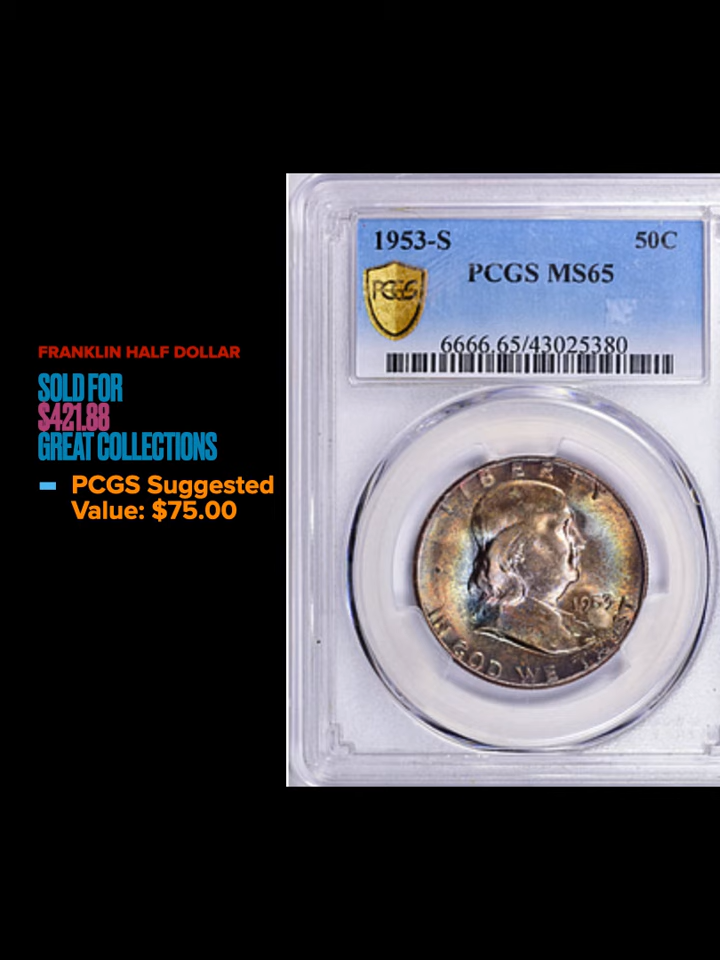 FRANKLIN HALF DOLLAR
SOLD FOR
$421.88
GREAT COLLECTIONS
PCGS Suggested
Value: $75.00
1953-S 50C
PCGS MS65
PCGS
6666.65/43025380
LIBERTY
1953
IN GOD WE TRUST